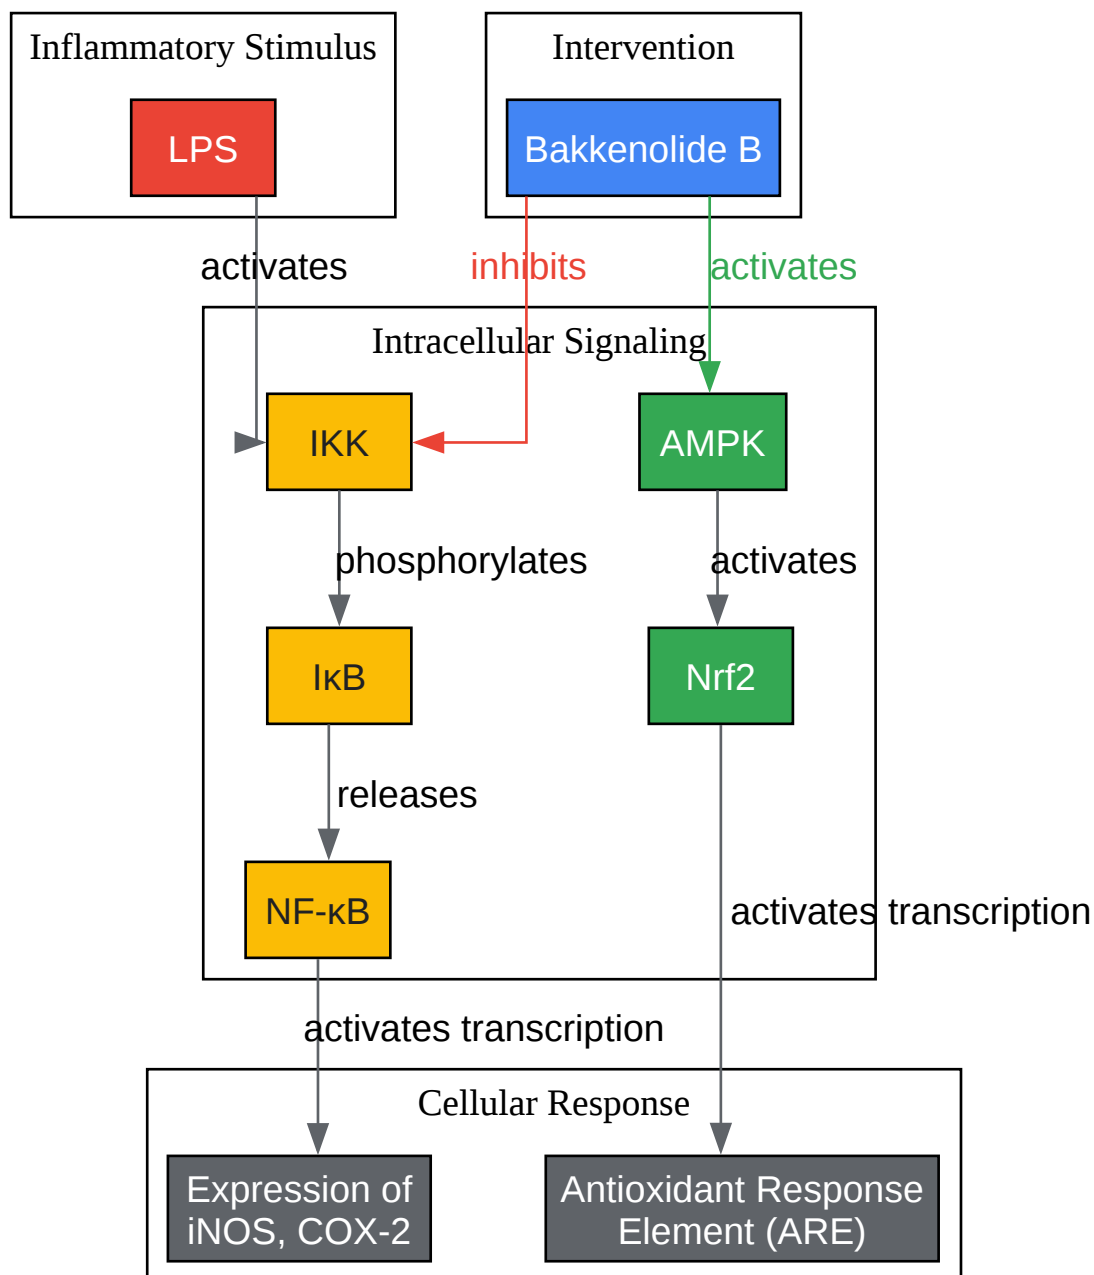 Inflammatory Stimulus
Intervention
LPS
Bakkenolide B
activates
inhibits
activates
Intracellular Signaling
IKK
AMPK
phosphorylates
activates
IκB
Nrf2
releases
NF-κB
activates transcription
activates transcription
Cellular Response
Expression of
iNOS, COX-2
Antioxidant Response
Element (ARE)